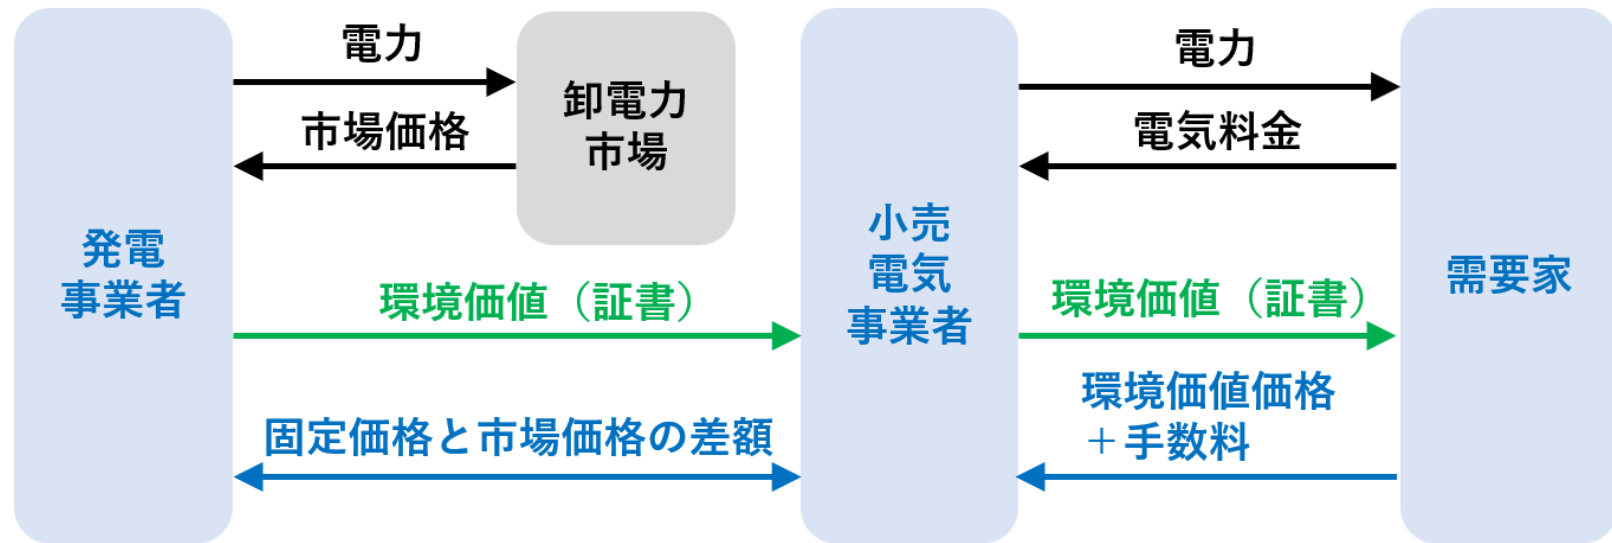 電力
市場価格
卸電力
市場
電力
電気料金
発電
事業者
小売
電気
事業者
需要家
環境価値（証書）
環境価値（証書）
固定価格と市場価格の差額
環境価値価格
＋手数料